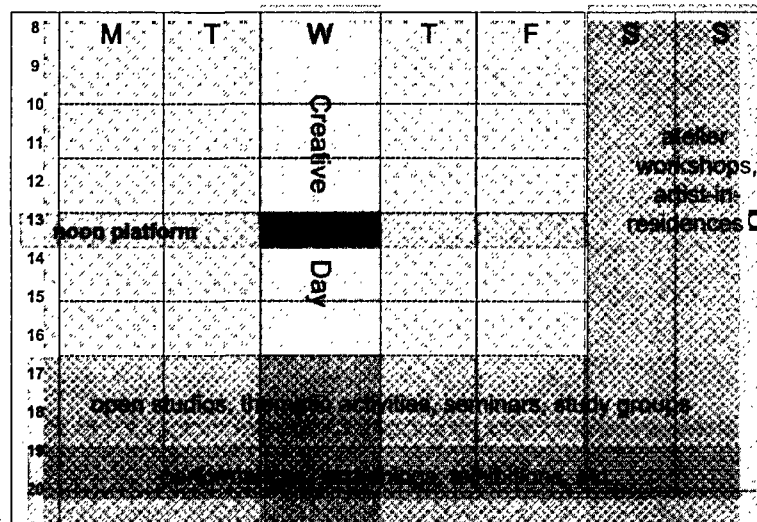 M T W T F S S
8
9
10
11
12
13
14
15
16
17
18
19
20
Creative
Day
noon platform
atelier
workshops,
artist-in-
residences
open studios, activities, seminars, study groups